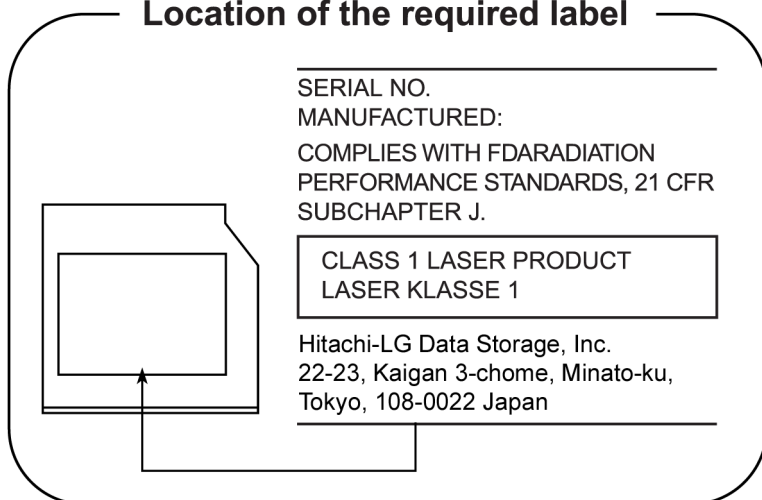 Location of the required label
SERIAL NO.
MANUFACTURED:
COMPLIES WITH FDARADIATION
PERFORMANCE STANDARDS, 21 CFR
SUBCHAPTER J.
CLASS 1 LASER PRODUCT
LASER KLASSE 1
Hitachi-LG Data Storage, Inc.
22-23, Kaigan 3-chome, Minato-ku,
Tokyo, 108-0022 Japan